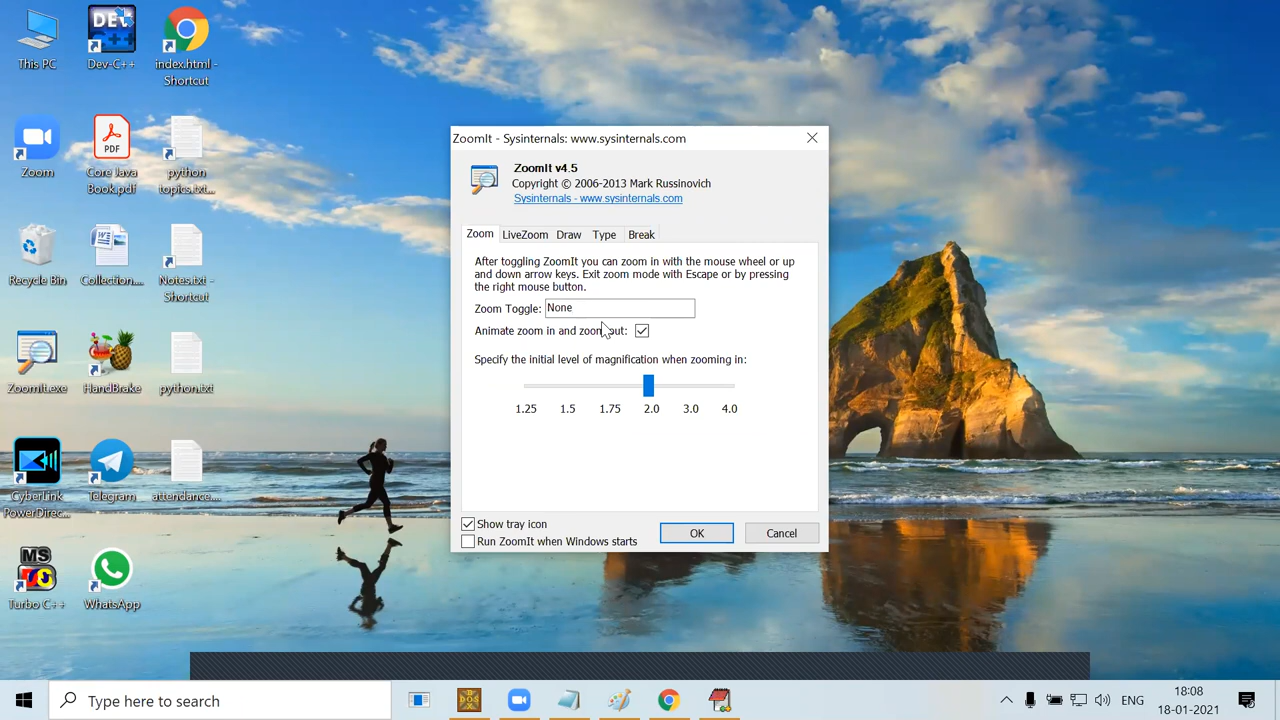 This PC
Dev-C++
index.html -
Shortcut
Zoom
PDF
Core Java
Book.pdf
python
topics.txt...
Recycle Bin
Collection....
Notes.txt -
Shortcut
ZoomIt.exe
HandBrake
python.txt
CyberLink
PowerDirec...
Telegram
attendance....
MS
Turbo C++
WhatsApp
ZoomIt - Sysinternals: www.sysinternals.com
ZoomIt v4.5
Copyright © 2006-2013 Mark Russinovich
Sysinternals - www.sysinternals.com
Zoom LiveZoom Draw Type Break
After toggling ZoomIt you can zoom in with the mouse wheel or up
and down arrow keys. Exit zoom mode with Escape or by pressing
the right mouse button.
Zoom Toggle: None
Animate zoom in and zoom out:
Specify the initial level of magnification when zooming in:
1.25 1.5 1.75 2.0 3.0 4.0
Show tray icon
Run ZoomIt when Windows starts
OK Cancel
Type here to search
ENG
18:08
18-01-2021